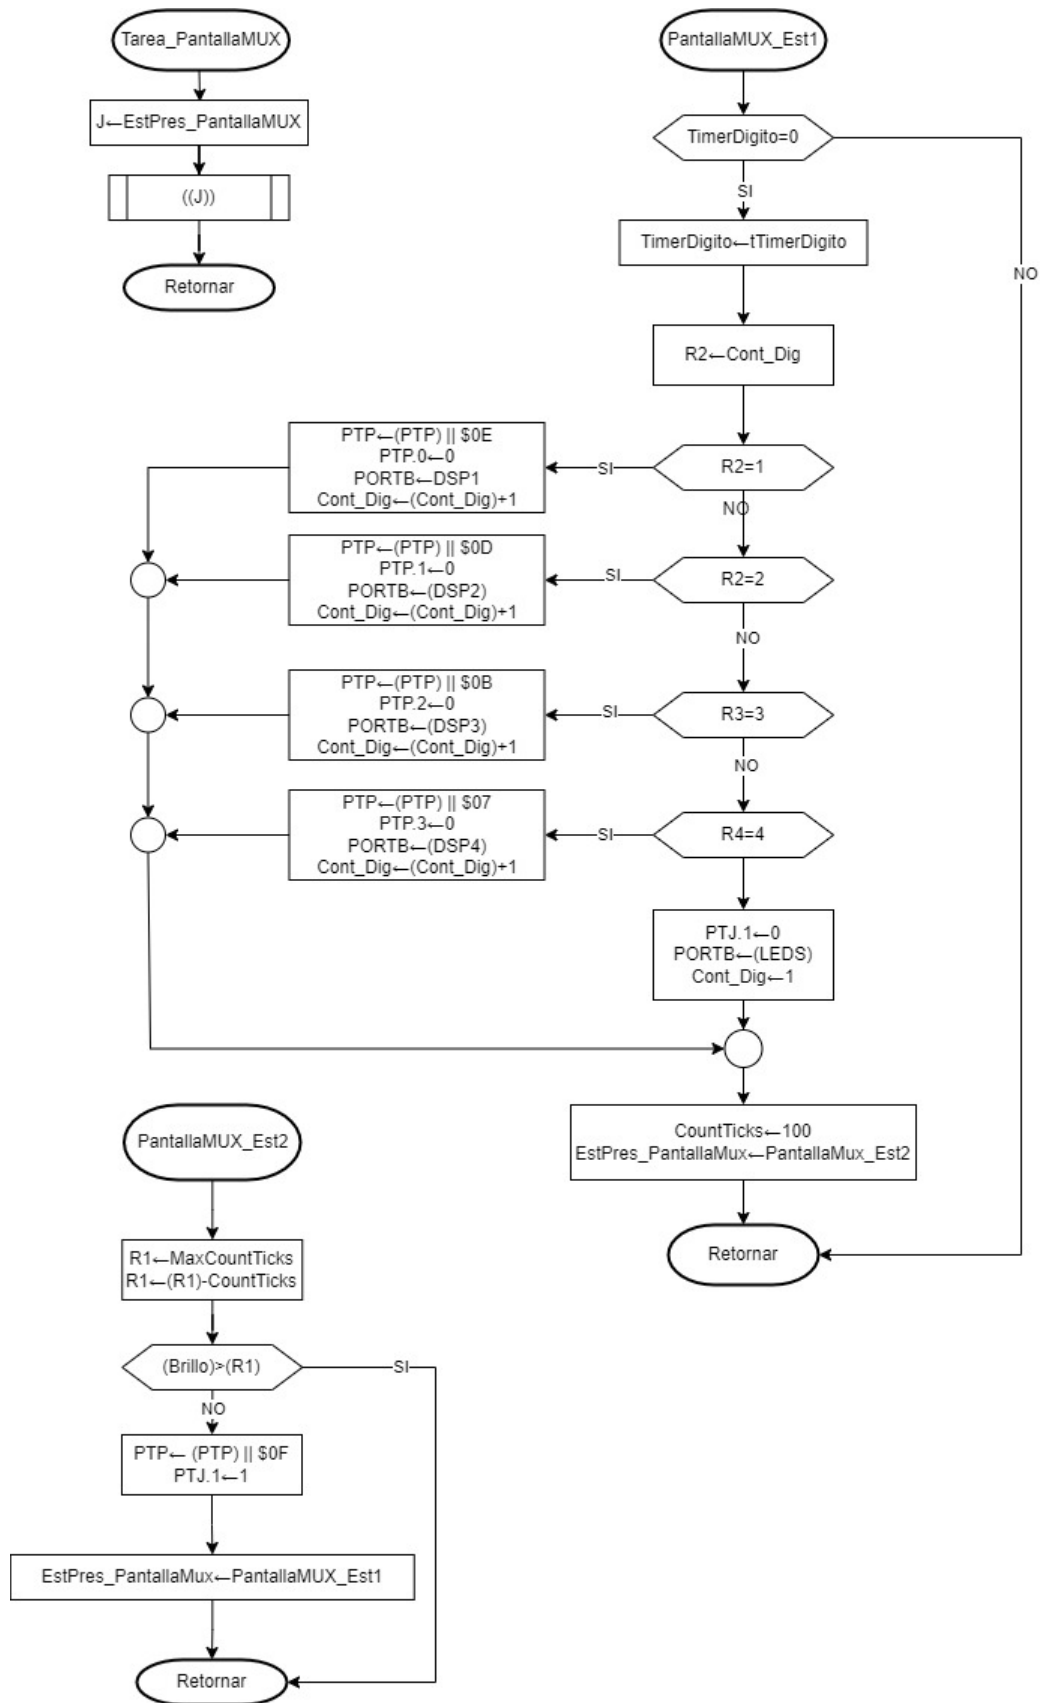 Tarea_PantallaMUX
J←EstPres_PantallaMUX
((J))
Retornar
PantallaMUX_Est1
TimerDigito=0
SI
NO
TimerDigito←tTimerDigito
R2←Cont_Dig
R2=1
SI
PTP←(PTP) || $0E
PTP.0←0
PORTB←DSP1
Cont_Dig←(Cont_Dig)+1
NO
R2=2
SI
PTP←(PTP) || $0D
PTP.1←0
PORTB←(DSP2)
Cont_Dig←(Cont_Dig)+1
NO
R3=3
SI
PTP←(PTP) || $0B
PTP.2←0
PORTB←(DSP3)
Cont_Dig←(Cont_Dig)+1
NO
R4=4
SI
PTP←(PTP) || $07
PTP.3←0
PORTB←(DSP4)
Cont_Dig←(Cont_Dig)+1
PTJ.1←0
PORTB←(LEDS)
Cont_Dig←1
CountTicks←100
EstPres_PantallaMux←PantallaMux_Est2
Retornar
PantallaMUX_Est2
R1←MaxCountTicks
R1←(R1)-CountTicks
(Brillo)>(R1)
SI
NO
PTP← (PTP) || $0F
PTJ.1←1
EstPres_PantallaMux←PantallaMUX_Est1
Retornar